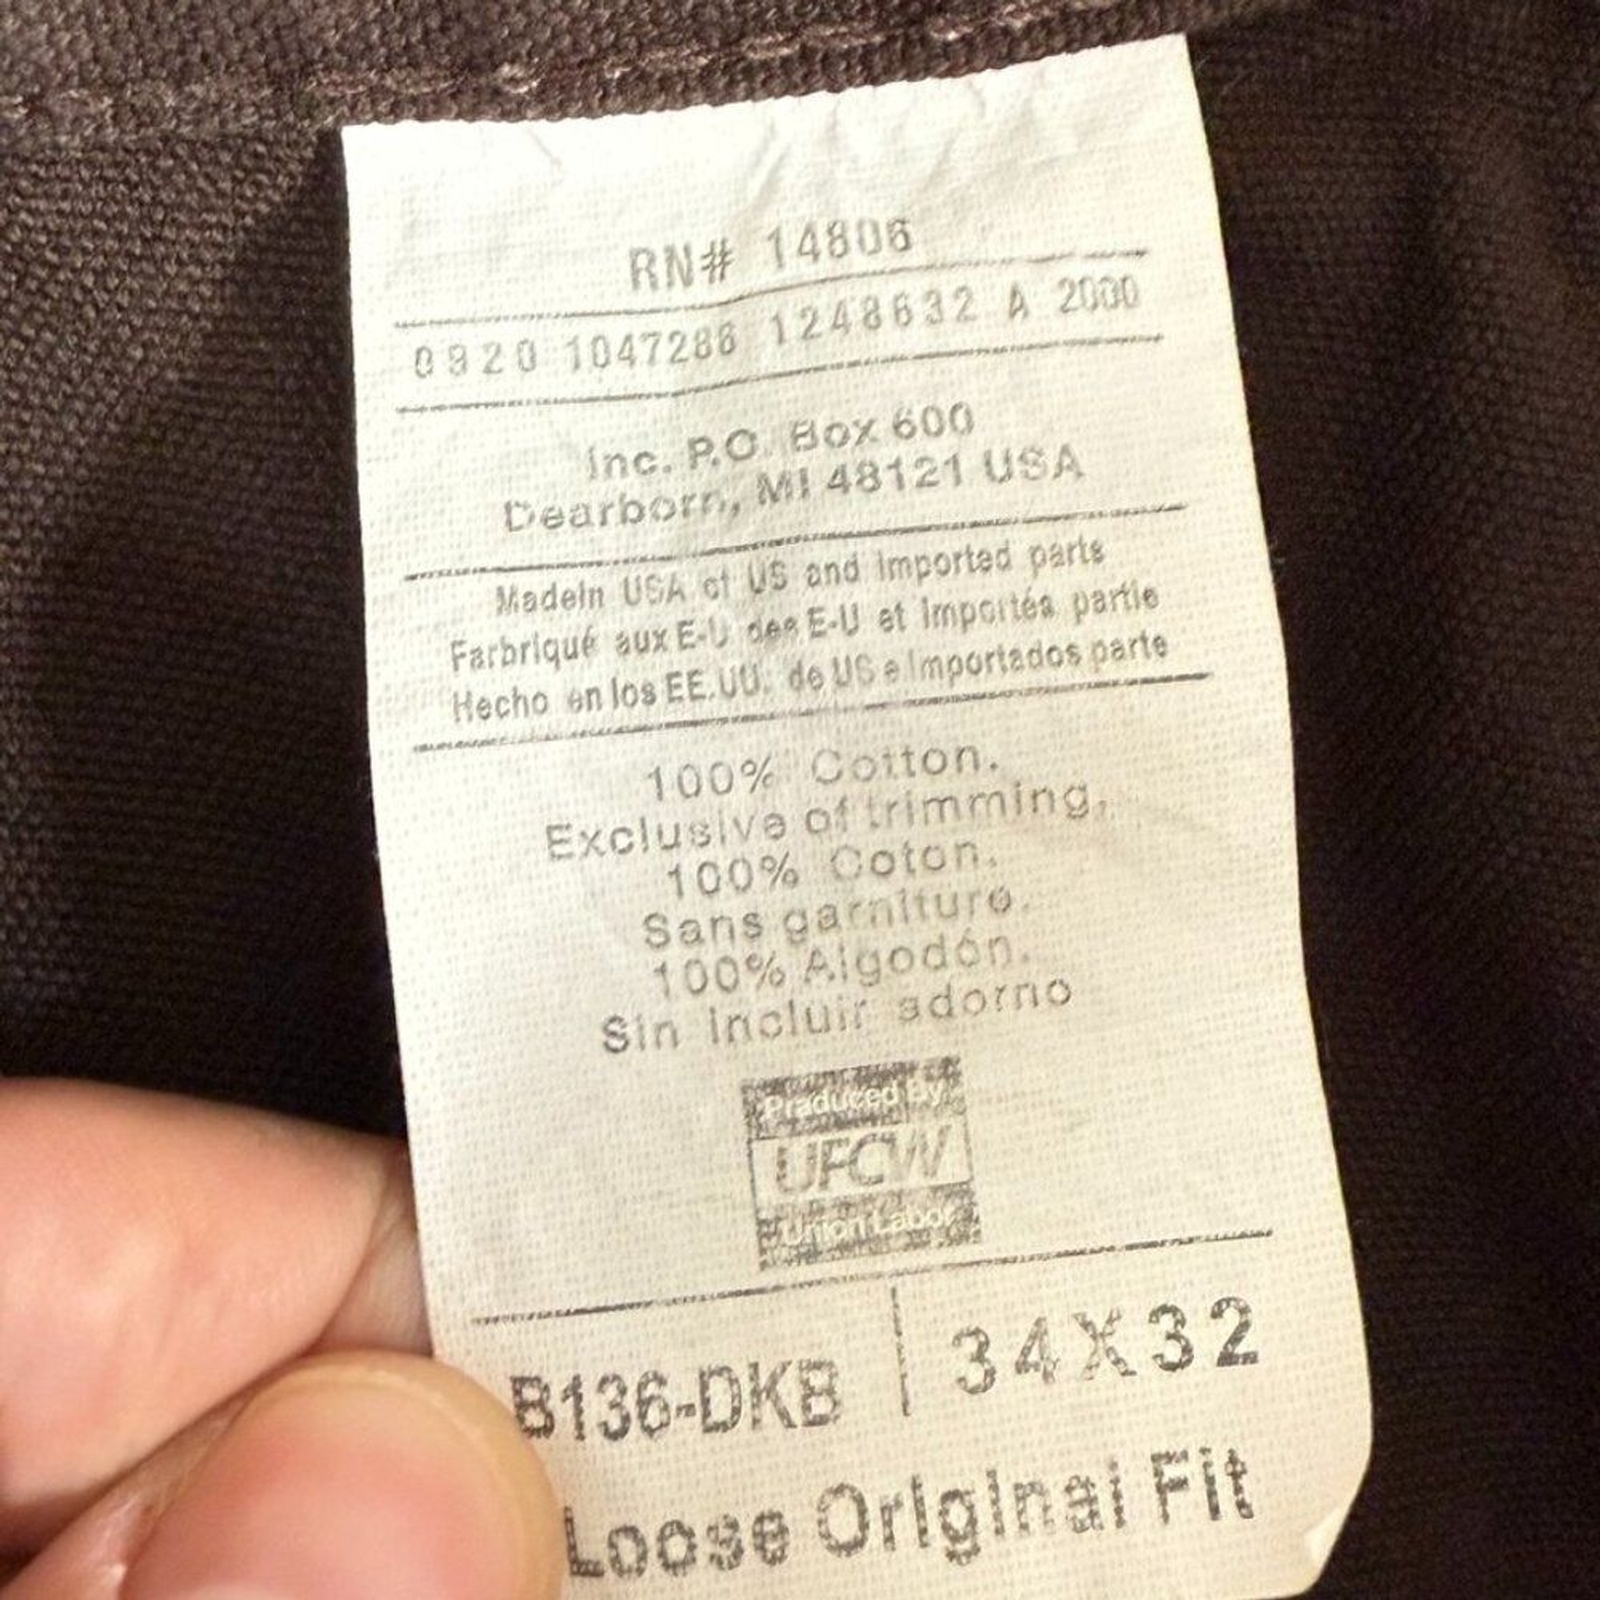 RN# 14806
0920 1047286 1248632 A 2000
Inc. P.O. Box 600
Dearborn, MI 48121 USA
MadeIn USA of US and Imported parts
Farbriqué aux E-U des E-U et Importés partie
Hecho en los EE.UU. de US e Importados parte
100% Cotton.
Exclusive of trimming,
100% Coton.
Sans garniture.
100% Algodón.
Sin incluir adorno
Produced By
UFCW
Union Labor
B136-DKB | 34X32
Loose Original Fit